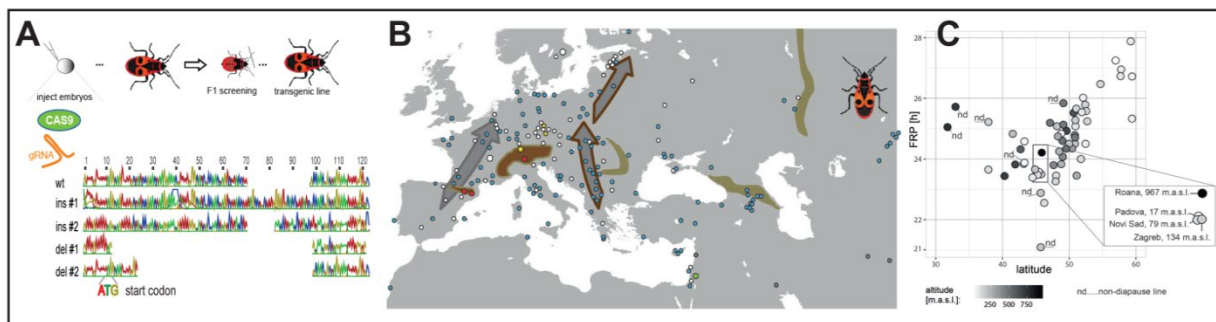 A
inject embryos
...
F1 screening
...
transgenic line
CAS9
gRNA
1 10 20 30 40 50 60 70 80 90 100 110 120
wt
ins #1
ins #2
del #1
del #2
ATG start codon
B
C
28
26
24
22
FRP [h]
nd
nd
nd
nd
nd
nd
nd
Roana, 967 m.a.s.l.
Padova, 17 m.a.s.l.
Novi Sad, 79 m.a.s.l.
Zagreb, 134 m.a.s.l.
30 40 50 60 70
latitude
altitude
[m.a.s.l.]:
250 500 750
nd.....non-diapause line